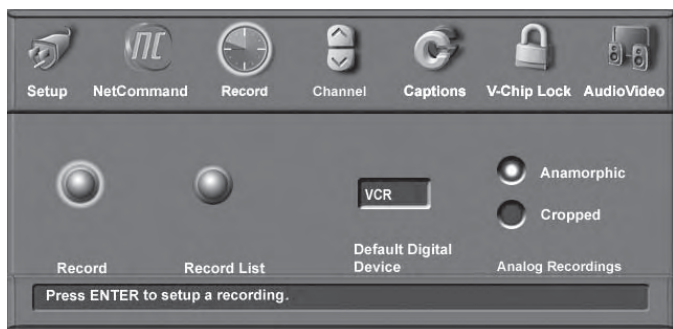 Setup NetCommand Record Channel Captions V-Chip Lock AudioVideo
VCR
Anamorphic
Cropped
Record
Record List
Default Digital
Device
Analog Recordings
Press ENTER to setup a recording.